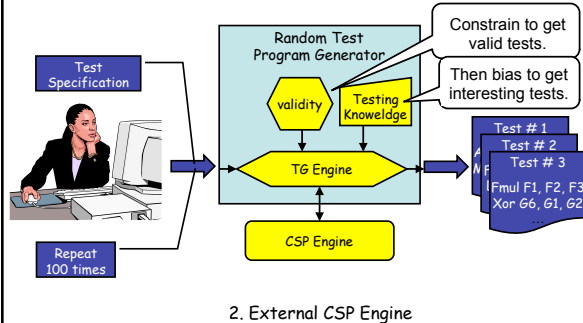 Random Test
Program Generator
Constrain to get
valid tests.
Then bias to get
interesting tests.
Test
Specification
validity
Testing
Knoweldge
TG Engine
CSP Engine
Repeat
100 times
Test # 1
Test # 2
Test # 3
Fmul F1, F2, F3
Xor G6, G1, G2
...
2. External CSP Engine